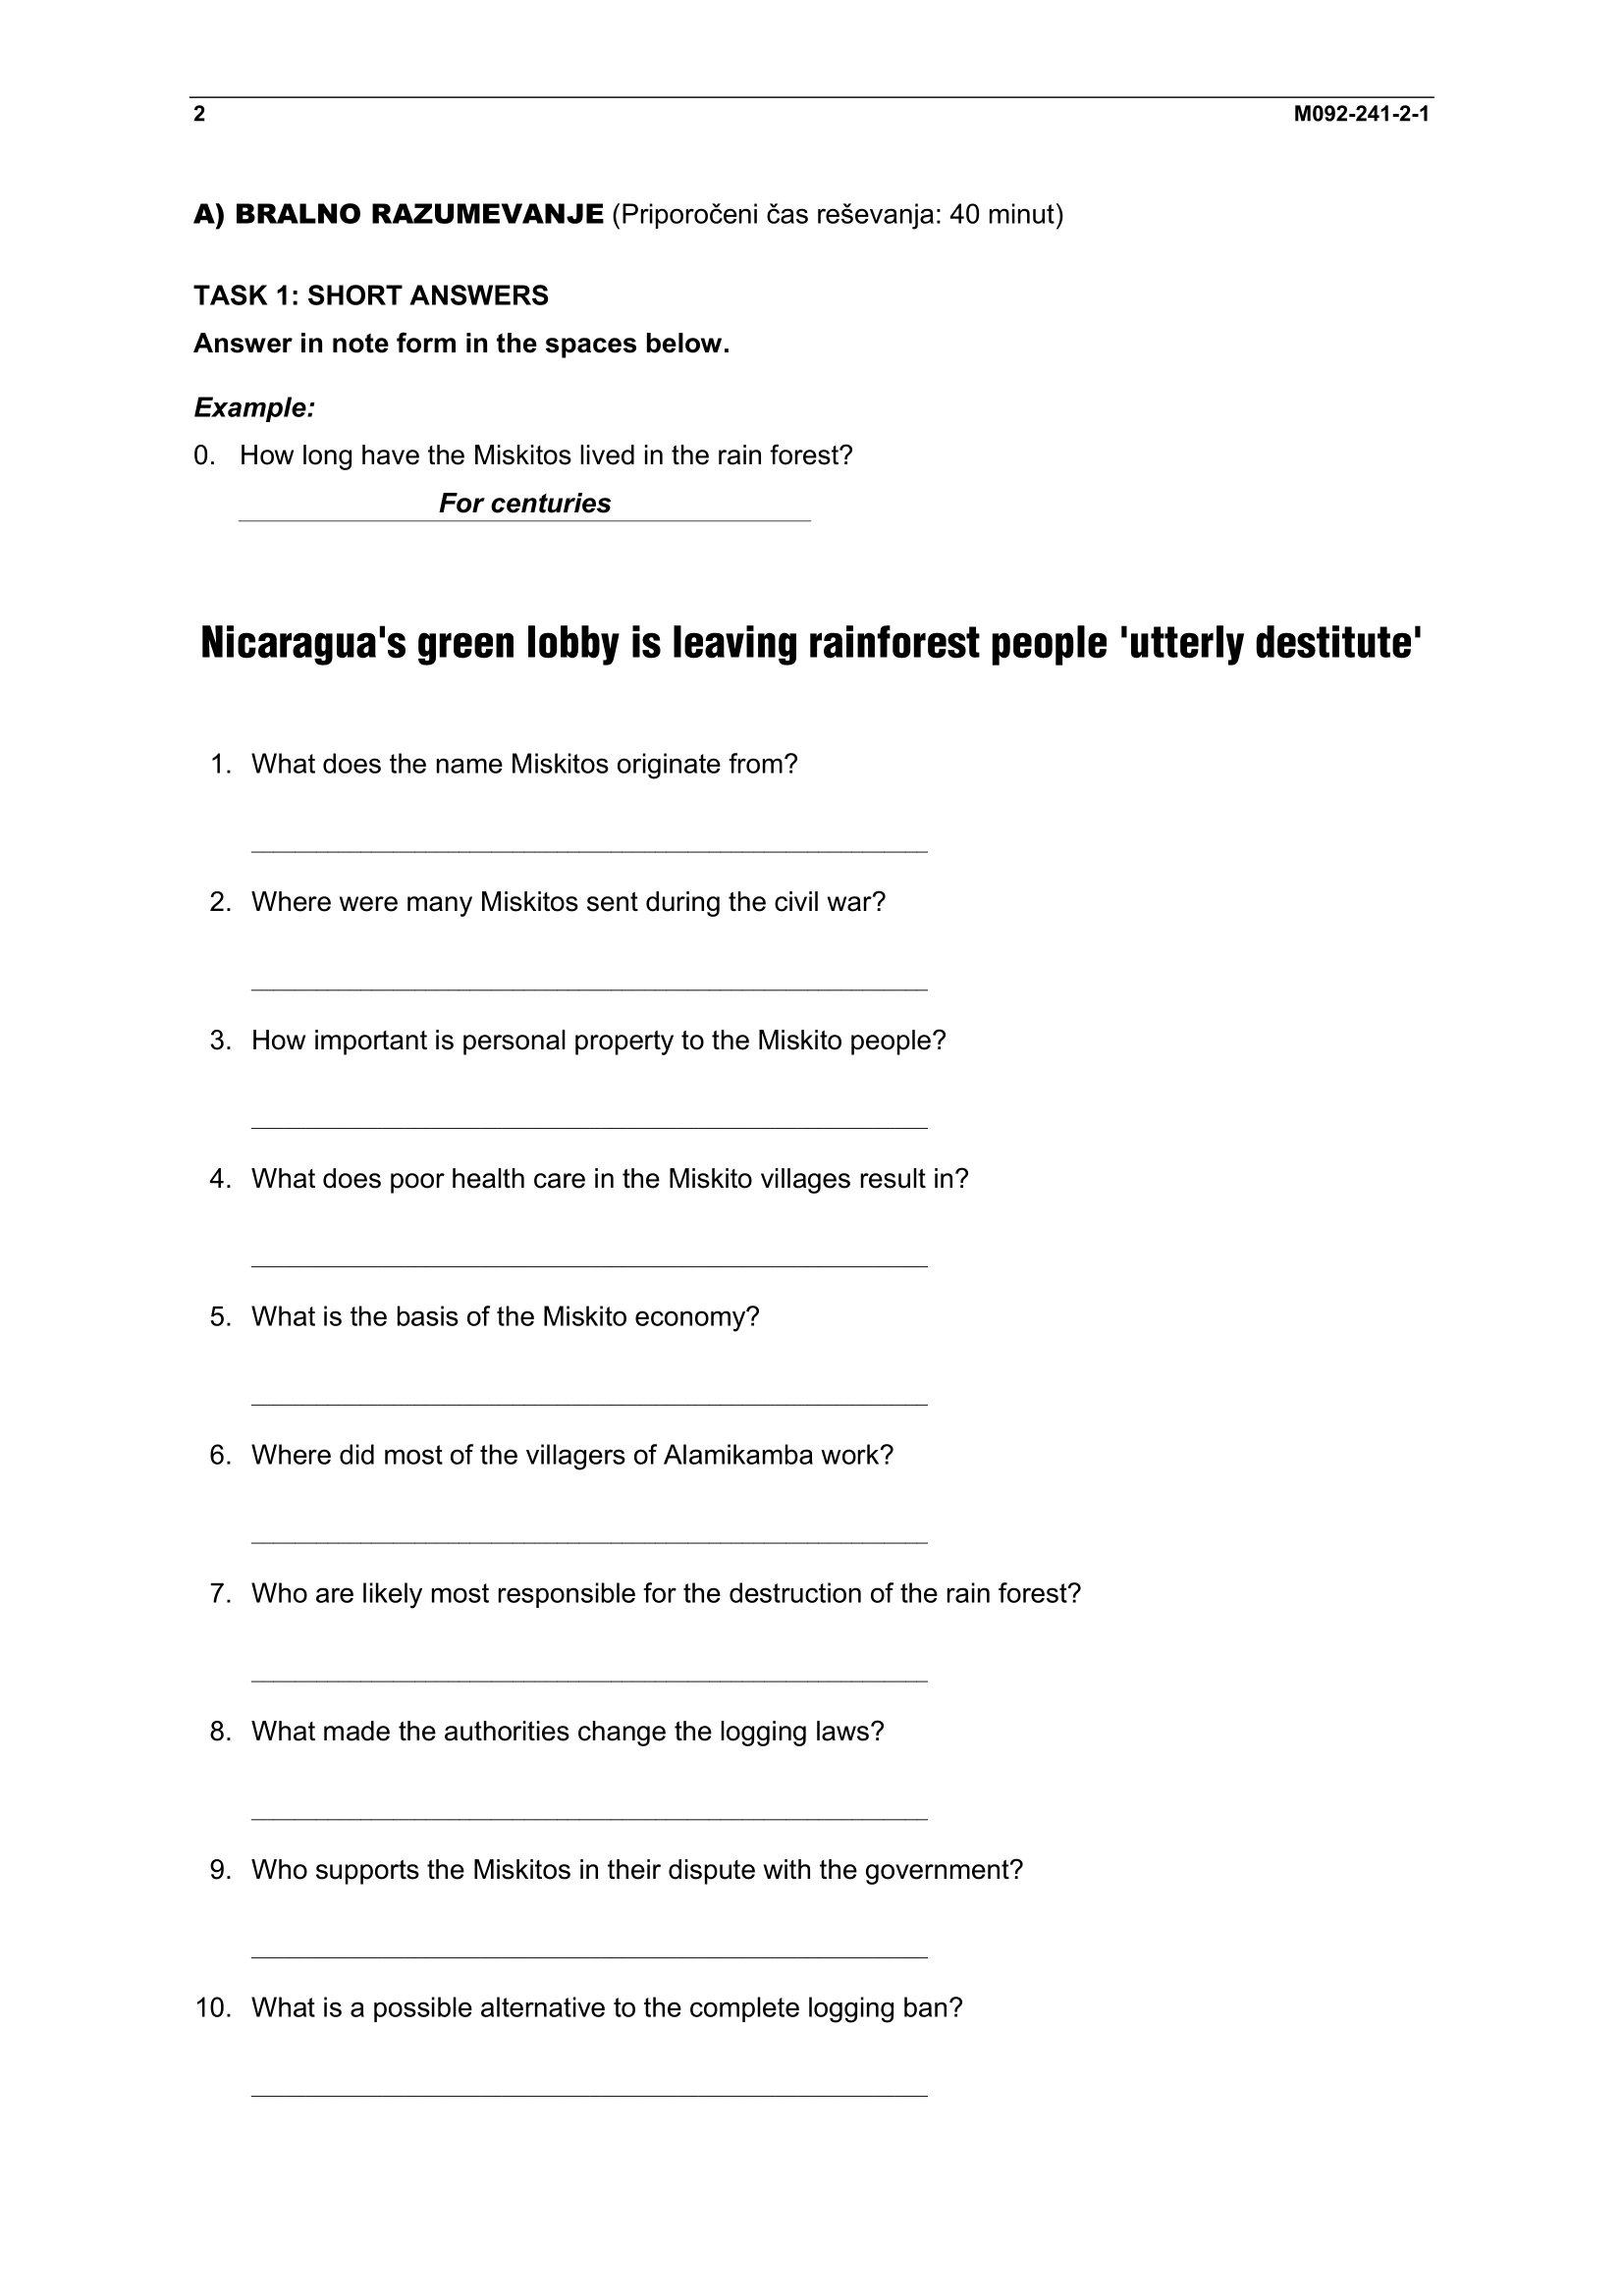 2 M092-241-2-1
A) BRALNO RAZUMEVANJE (Priporočeni čas reševanja: 40 minut)
TASK 1: SHORT ANSWERS
Answer in note form in the spaces below.
Example:
0. How long have the Miskitos lived in the rain forest?
For centuries
Nicaragua's green lobby is leaving rainforest people 'utterly destitute'
1. What does the name Miskitos originate from?
2. Where were many Miskitos sent during the civil war?
3. How important is personal property to the Miskito people?
4. What does poor health care in the Miskito villages result in?
5. What is the basis of the Miskito economy?
6. Where did most of the villagers of Alamikamba work?
7. Who are likely most responsible for the destruction of the rain forest?
8. What made the authorities change the logging laws?
9. Who supports the Miskitos in their dispute with the government?
10. What is a possible alternative to the complete logging ban?